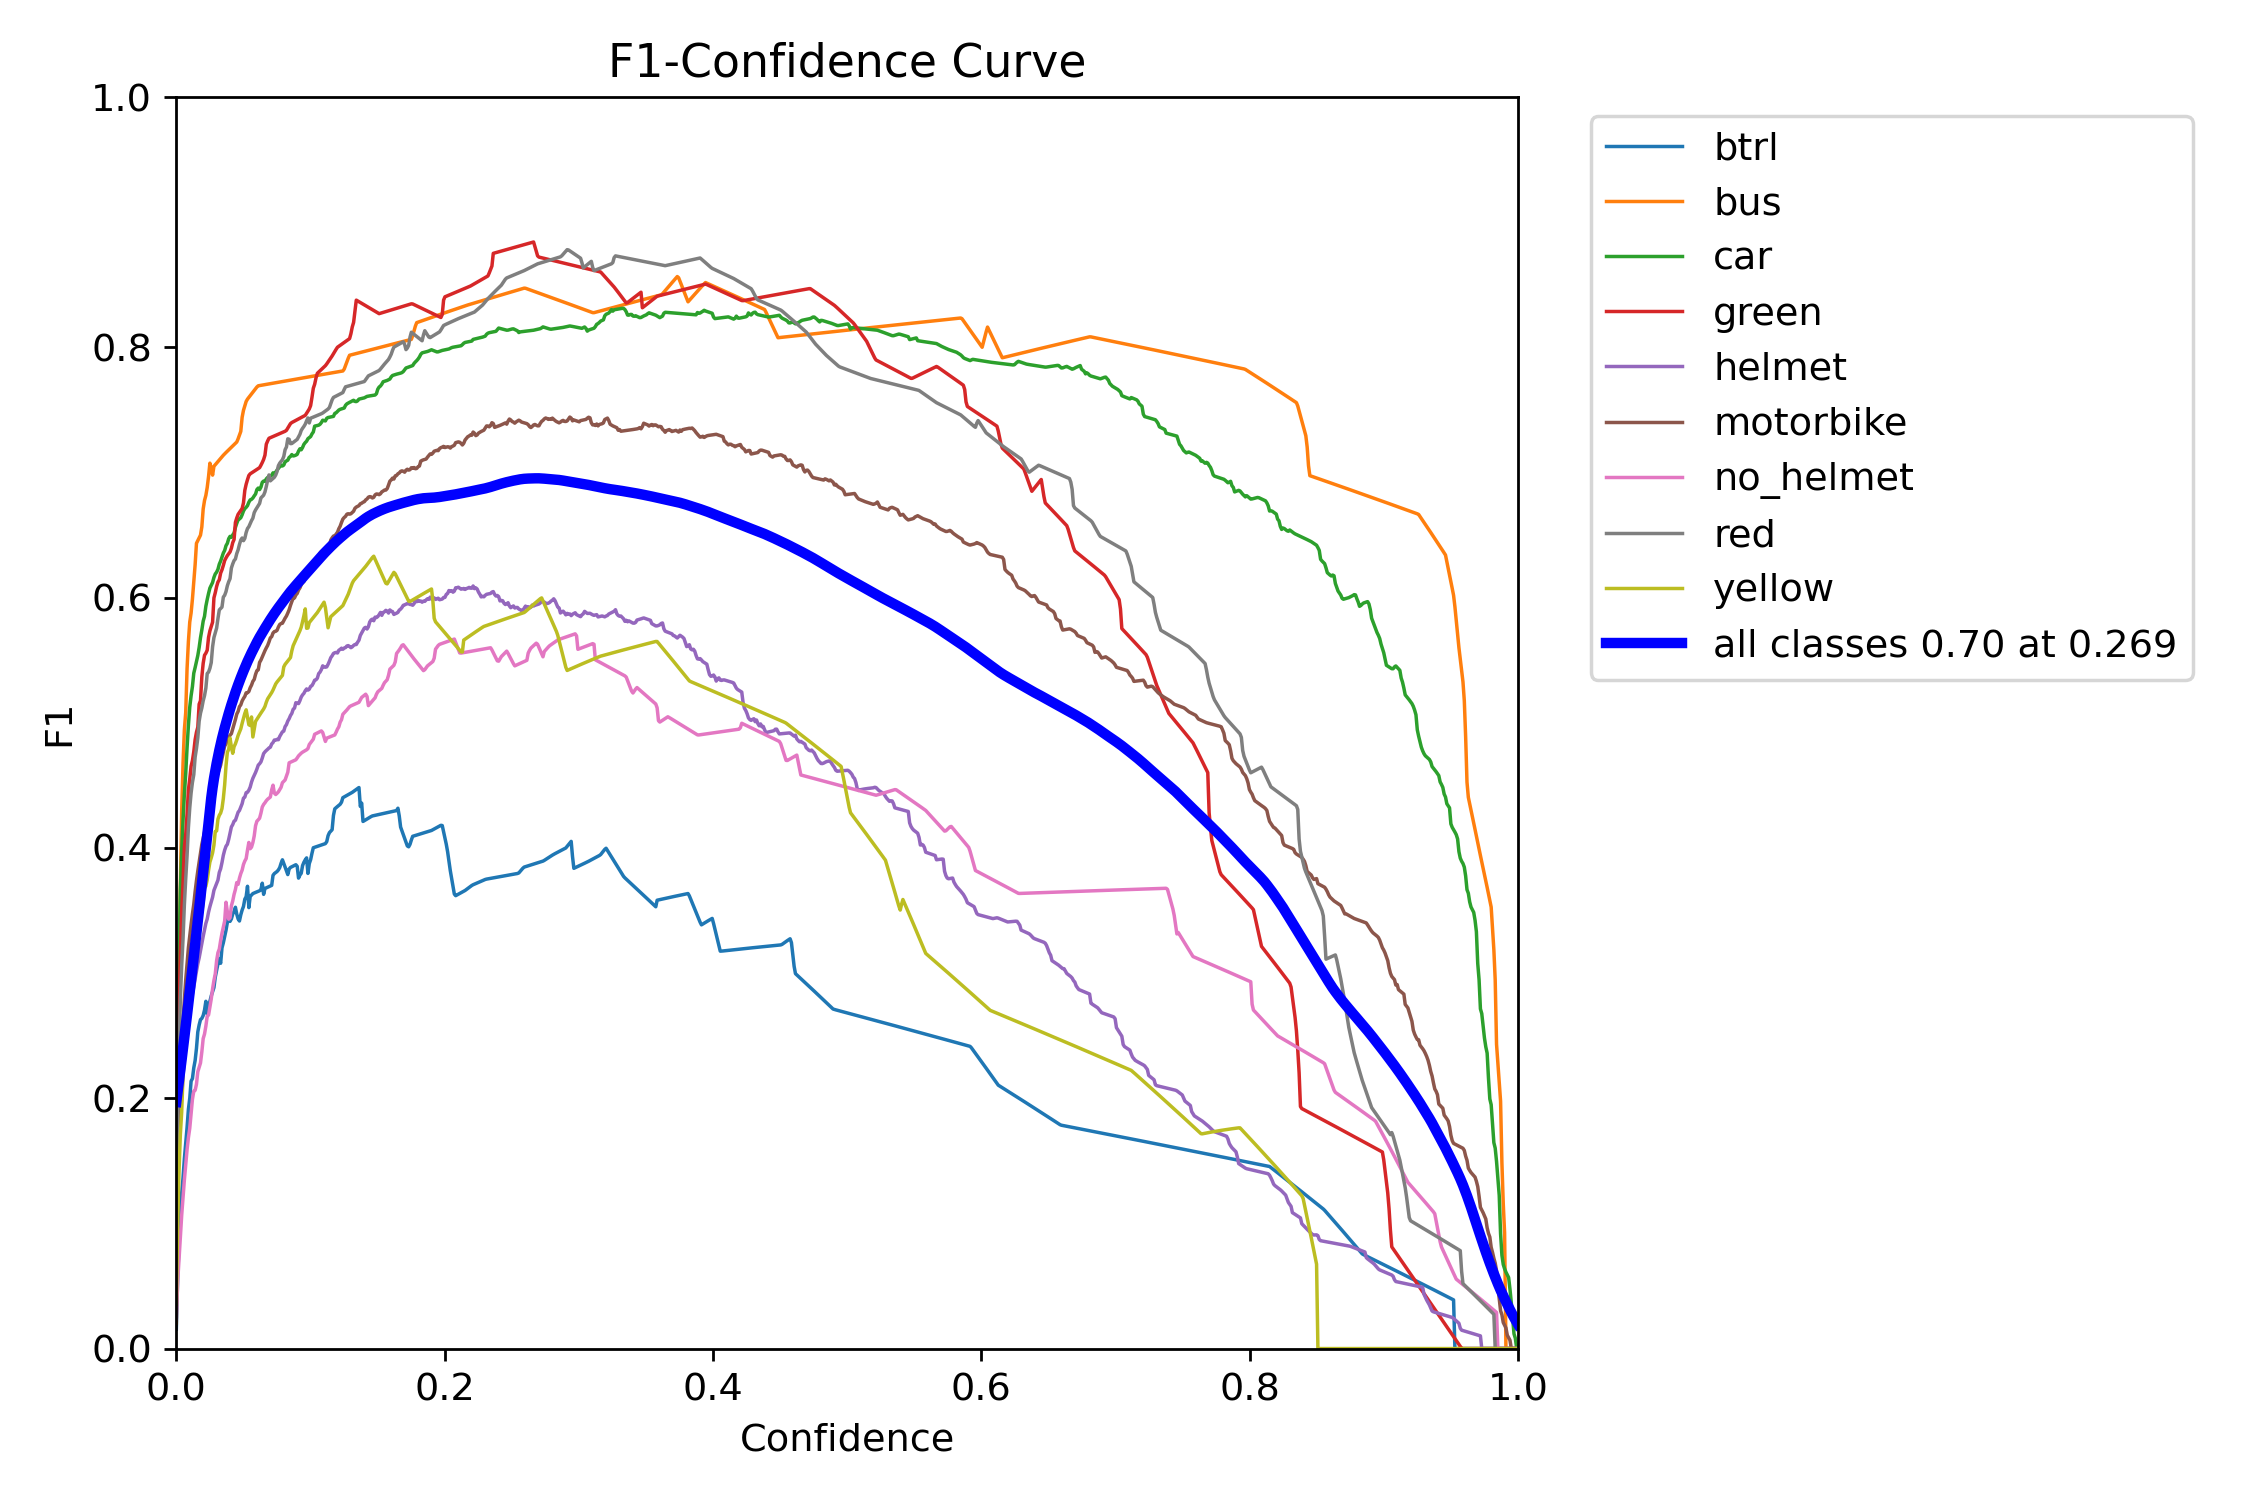 F1-Confidence Curve
1.0
0.8
0.6
0.4
0.2
0.0
F1
0.0 0.2 0.4 0.6 0.8 1.0
Confidence
btrl
bus
car
green
helmet
motorbike
no_helmet
red
yellow
all classes 0.70 at 0.269